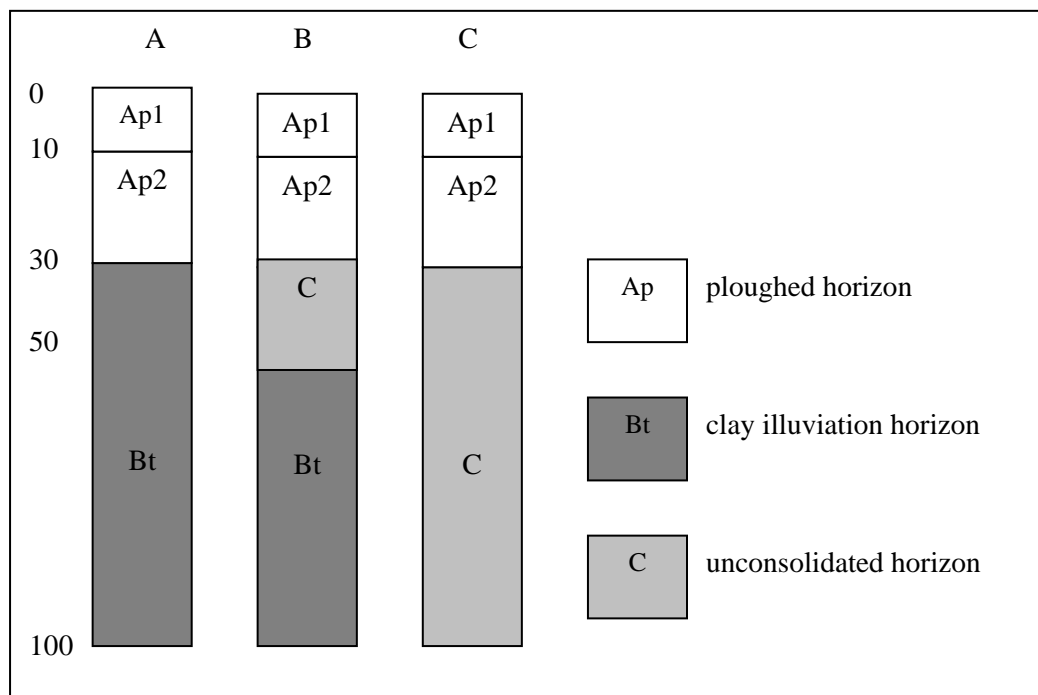 A B C
0
Ap1 Ap1 Ap1
10
Ap2 Ap2 Ap2
30
C
Ap ploughed horizon
50
Bt clay illuviation horizon
Bt Bt C
C unconsolidated horizon
100